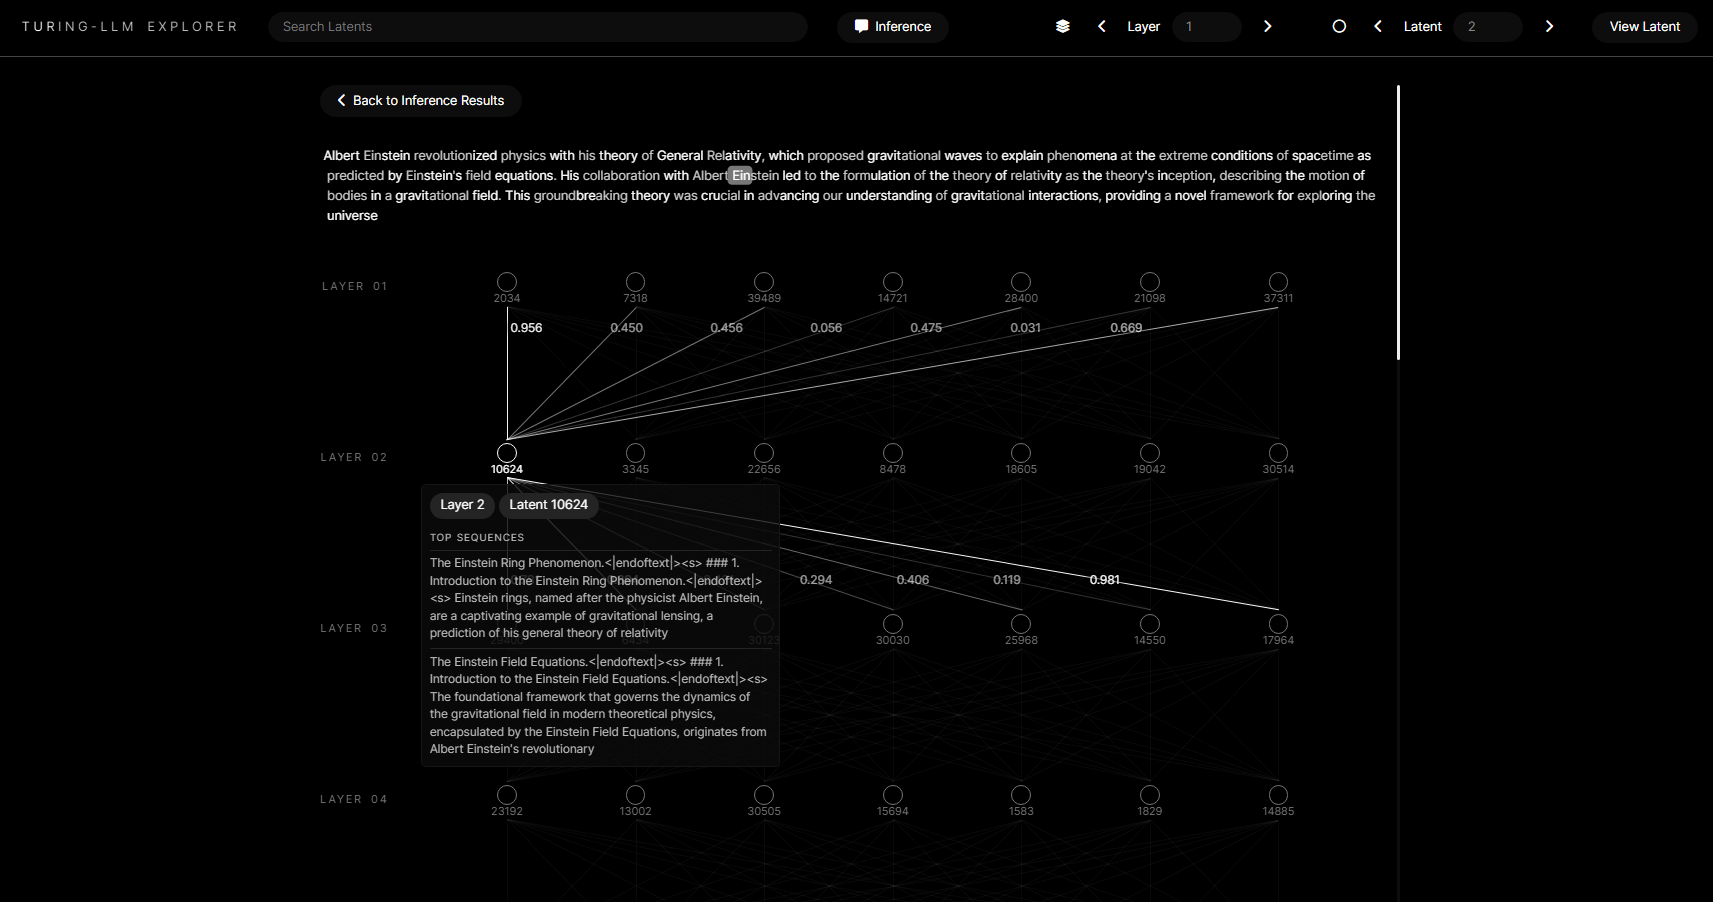 TURING-LLM EXPLORER
Search Latents
Inference
Layer
1
Latent
2
View Latent
Back to Inference Results
Albert Einstein revolutionized physics with his theory of General Relativity, which proposed gravitational waves to explain phenomena at the extreme conditions of spacetime as
predicted by Einstein's field equations. His collaboration with Albert Einstein led to the formulation of the theory of relativity as the theory's inception, describing the motion of
bodies in a gravitational field. This groundbreaking theory was crucial in advancing our understanding of gravitational interactions, providing a novel framework for exploring the
universe
LAYER 01
2034 7318 39489 14721 28400 21098 37311
0.956 0.450 0.456 0.056 0.475 0.031 0.669
LAYER 02
10624 3345 22656 8478 18605 19042 30514
Layer 2 Latent 10624
TOP SEQUENCES
The Einstein Ring Phenomenon.<|endoftext|><s> ### 1.
Introduction to the Einstein Ring Phenomenon.<|endoftext|>
<s> Einstein rings, named after the physicist Albert Einstein,
are a captivating example of gravitational lensing, a
prediction of his general theory of relativity
The Einstein Field Equations.<|endoftext|><s> ### 1.
Introduction to the Einstein Field Equations.<|endoftext|><s>
The foundational framework that governs the dynamics of
the gravitational field in modern theoretical physics,
encapsulated by the Einstein Field Equations, originates from
Albert Einstein's revolutionary
0.294 0.406 0.119 0.981
LAYER 03
30123 30030 25968 14550 17964
LAYER 04
23192 13002 30505 15694 1583 1829 14885